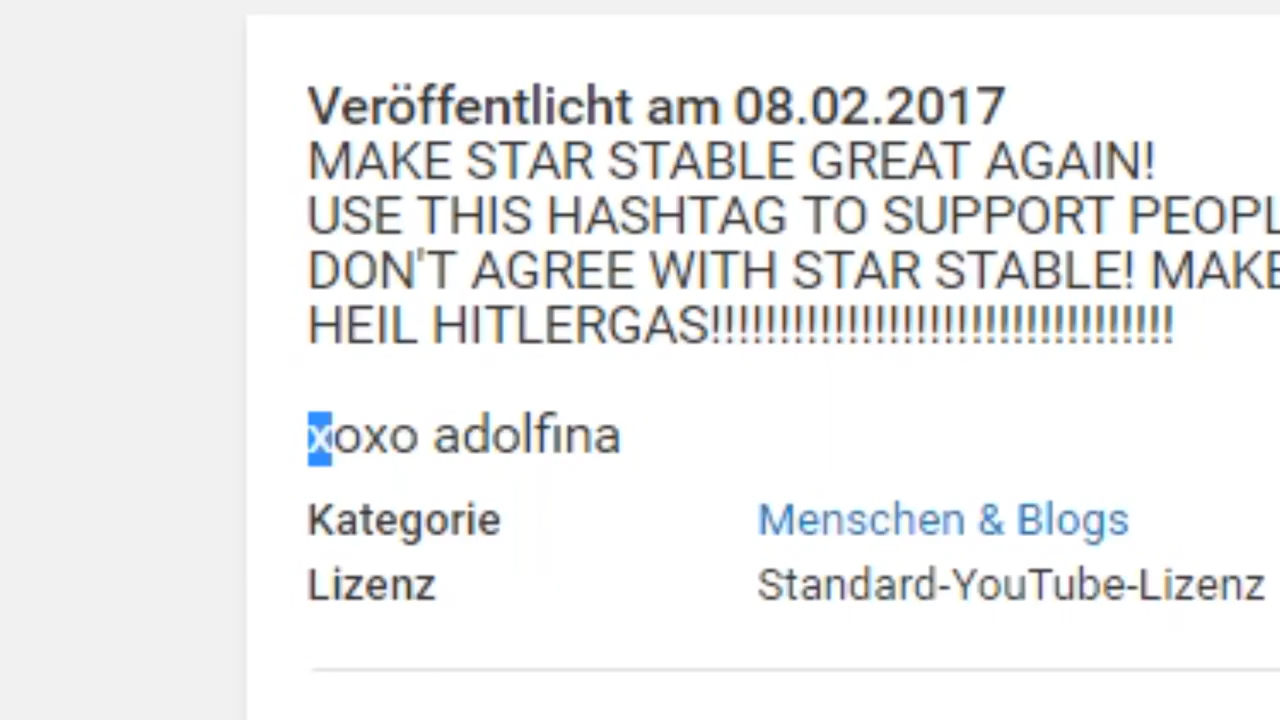 Veröffentlicht am 08.02.2017
MAKE STAR STABLE GREAT AGAIN!
USE THIS HASHTAG TO SUPPORT
DON'T AGREE WITH STAR STABLE! MAKE
HEIL HITLERGAS!!!!!!!!!!!!!!!!!!!!!!!!!!!!!!!!!!
xoxo adolfina
Kategorie Menschen & Blogs
Lizenz Standard-YouTube-Lizenz